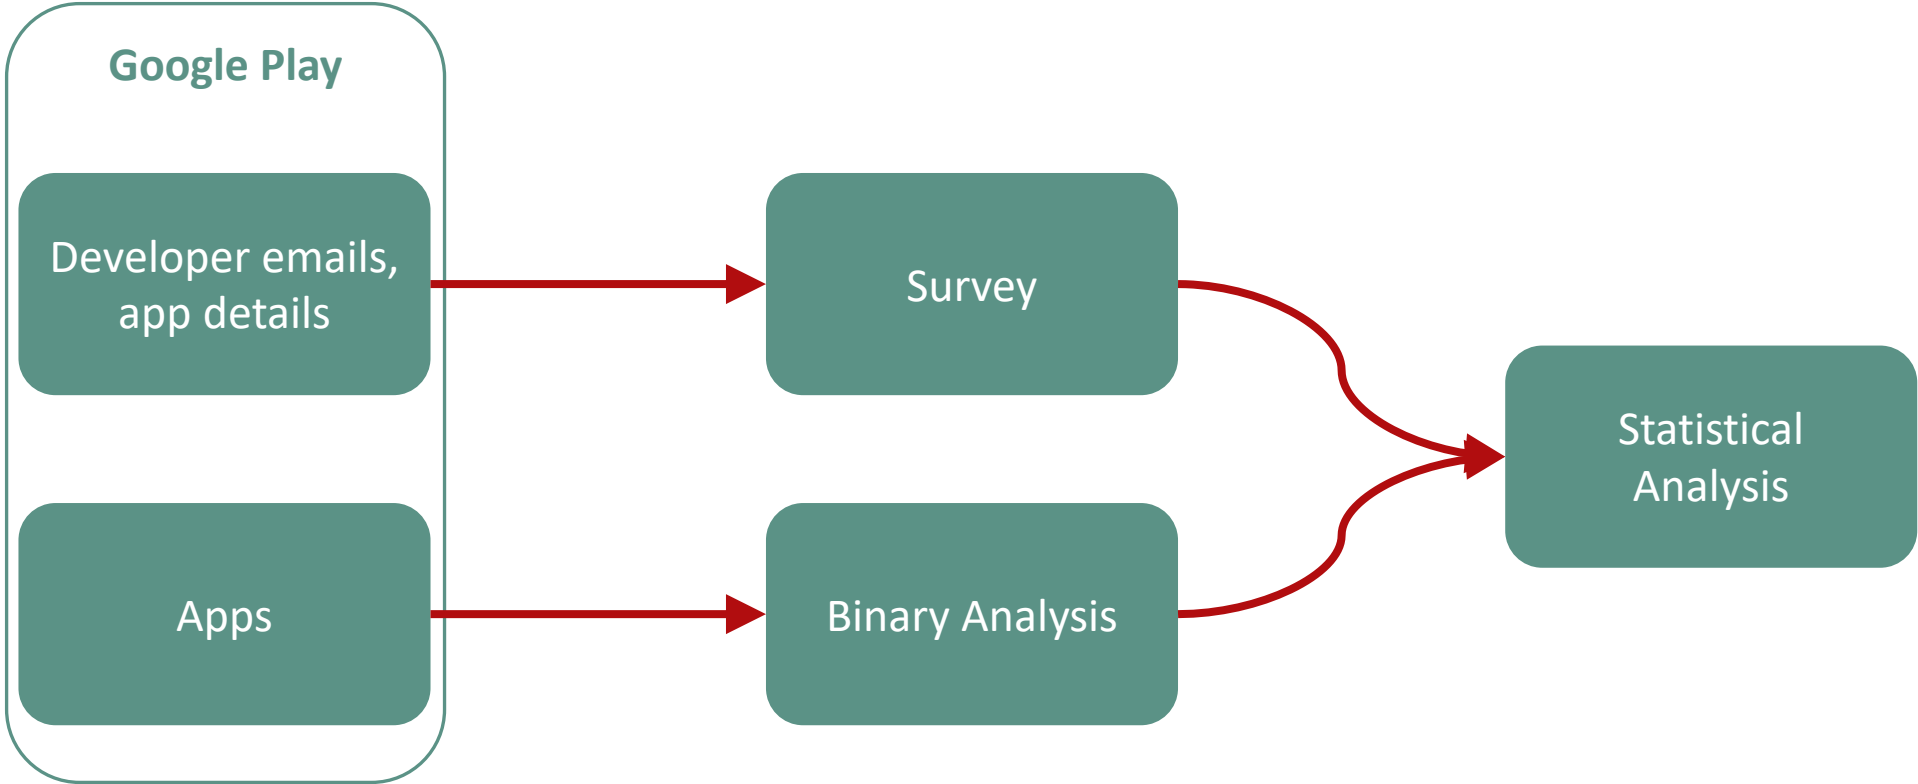 Google Play
Developer emails,
app details
Survey
Statistical
Analysis
Apps
Binary Analysis